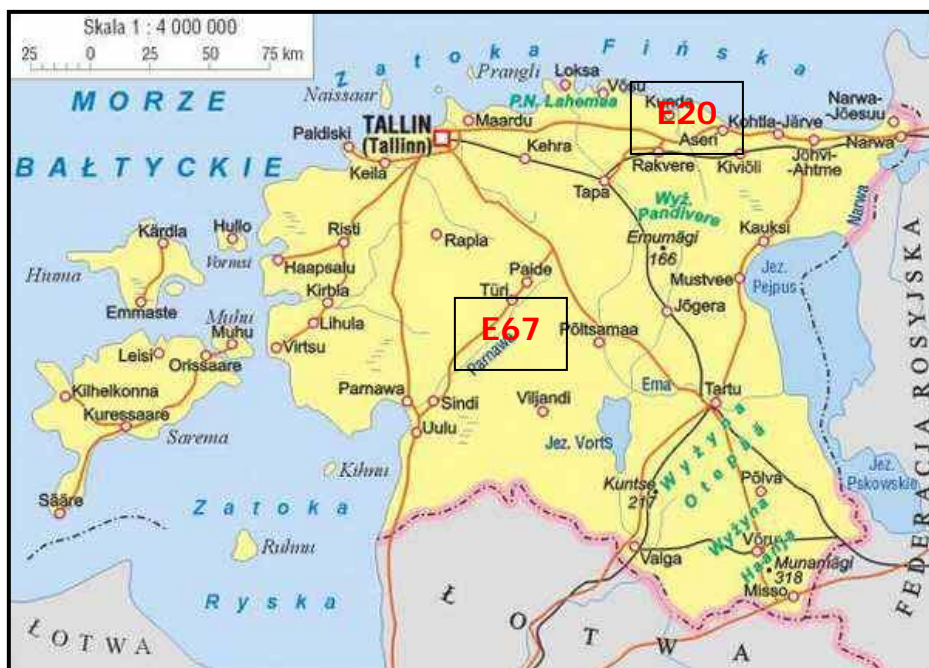 Skala 1 : 4 000 000
25 0 25 50 75 km
Zatoka Fińska
MORZE
BAŁTYCKIE
Prangli
Naissaar
Loksa
Võsu
P.N. Lahemaa
Kunda
E20
Narwa-
Jõesuu
Maardu
Paldiski
TALLIN
(Tallinn)
Aseri
Kohtla-Järve
Narwa
Keila
Kehra
Rakvere
Kiviõli
Jõhvi-
Ahtme
Tapa
Wyż.
Pandivere
Narwa
Kärdla
Hullo
Vormsi
Risti
Rapla
Emumägi
166
Kauksi
Huma
Haapsalu
Paide
Mustvee
Jez.
Pejpus
Emmaste
Kirbla
Türi
Jõgera
Muhu
Muhu
Lihula
E67
Põltsamaa
Leisi
Orissaare
Virtsu
Parnawa
Kilhelkonna
Parnawa
Sindi
Viljandi
Ema
Tartu
Kuressaare
Sarema
Uulu
Jez. Vorts
Wyżyna
Otepää
Kihnu
Kuntse
217
Põlva
Jez.
Pskowskie
Sääre
Zatoka
Ryska
Ruhnu
Valga
Wyżyna
Haanja
Võru
Munamägi
318
Misso
ŁOTWA
ŁOTWA
FEDERACJA ROSYJSKA